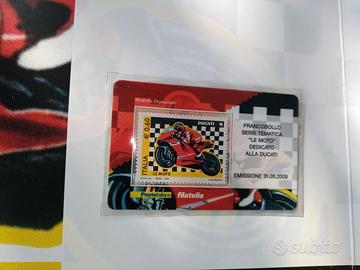 DUCATI
€ 0,60
ITALIA
LE MOTO
Posteitaliane filatelia
FRANCOBOLLO
SERIE TEMATICA
"LE MOTO"
DEDICATO
ALLA DUCATI
EMISSIONE 31.05.2008
subito